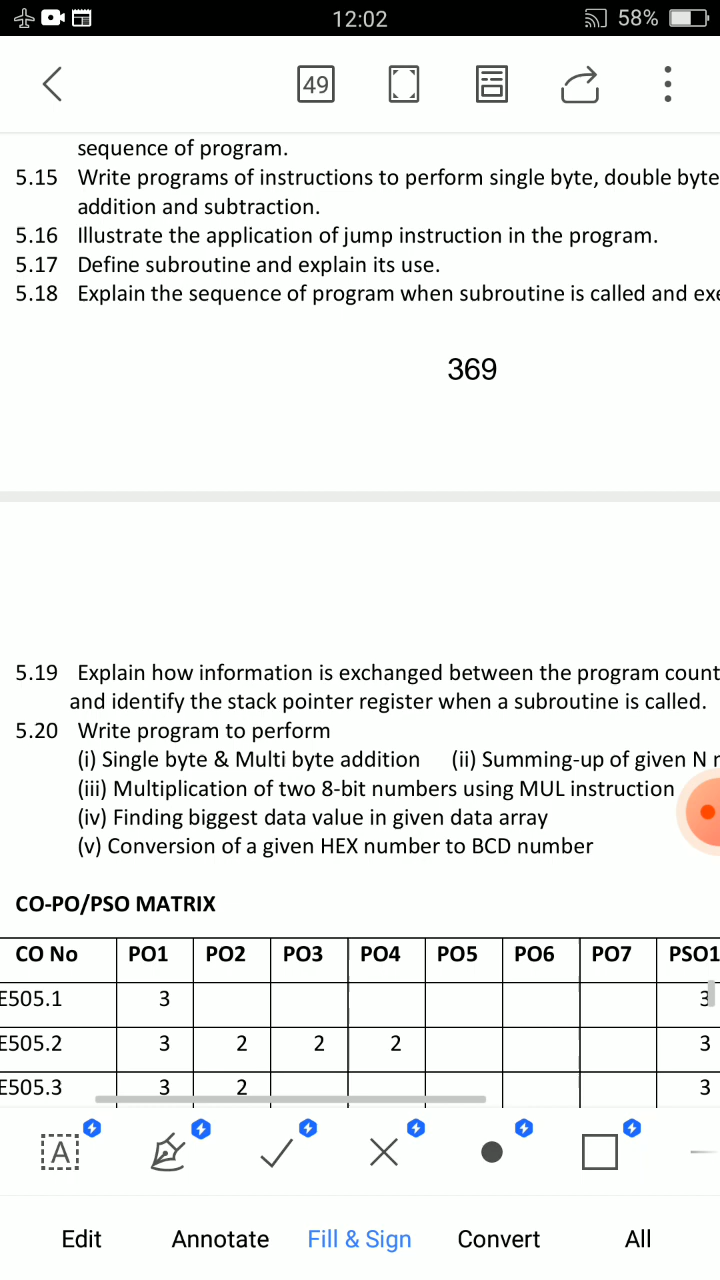 12:02
58%
49
sequence of program.
5.15 Write programs of instructions to perform single byte, double byte
addition and subtraction.
5.16 Illustrate the application of jump instruction in the program.
5.17 Define subroutine and explain its use.
5.18 Explain the sequence of program when subroutine is called and exe
369
5.19 Explain how information is exchanged between the program count
and identify the stack pointer register when a subroutine is called.
5.20 Write program to perform
(i) Single byte & Multi byte addition (ii) Summing-up of given N
(iii) Multiplication of two 8-bit numbers using MUL instruction
(iv) Finding biggest data value in given data array
(v) Conversion of a given HEX number to BCD number
CO-PO/PSO MATRIX
CO No PO1 PO2 PO3 PO4 PO5 PO6 PO7 PSO1
E505.1 3 3
E505.2 3 2 2 2 3
E505.3 3 2 3
A
Edit Annotate Fill & Sign Convert All